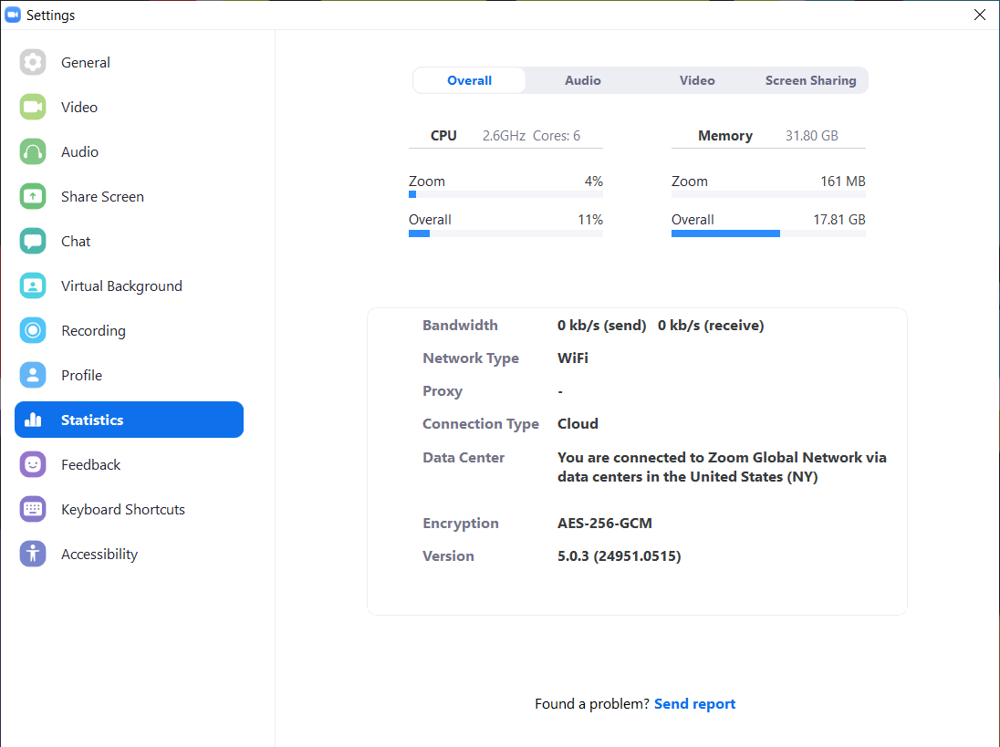 Settings
General
Video
Audio
Share Screen
Chat
Virtual Background
Recording
Profile
Statistics
Feedback
Keyboard Shortcuts
Accessibility
Overall Audio Video Screen Sharing
CPU 2.6GHz Cores: 6
Zoom 4%
Overall 11%
Memory 31.80 GB
Zoom 161 MB
Overall 17.81 GB
Bandwidth 0 kb/s (send) 0 kb/s (receive)
Network Type WiFi
Proxy -
Connection Type Cloud
Data Center You are connected to Zoom Global Network via
data centers in the United States (NY)
Encryption AES-256-GCM
Version 5.0.3 (24951.0515)
Found a problem? Send report